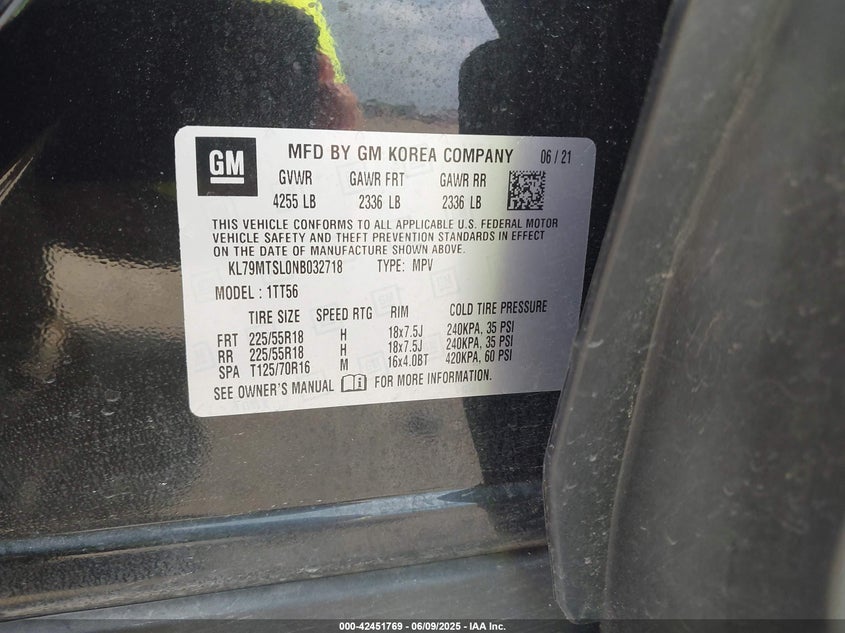 GM
MFD BY GM KOREA COMPANY 06 / 21
GVWR GAWR FRT GAWR RR
4255 LB 2336 LB 2336 LB
THIS VEHICLE CONFORMS TO ALL APPLICABLE U.S. FEDERAL MOTOR
VEHICLE SAFETY AND THEFT PREVENTION STANDARDS IN EFFECT
ON THE DATE OF MANUFACTURE SHOWN ABOVE.
KL79MTSL0NB032718 TYPE: MPV
MODEL : 1TT56
TIRE SIZE SPEED RTG RIM COLD TIRE PRESSURE
FRT 225/55R18 H 18x7.5J 240KPA, 35 PSI
RR 225/55R18 H 18x7.5J 240KPA, 35 PSI
SPA T125/70R16 M 16x4.0BT 420KPA, 60 PSI
SEE OWNER'S MANUAL FOR MORE INFORMATION.
000-42451769 - 06/09/2025 - IAA Inc.